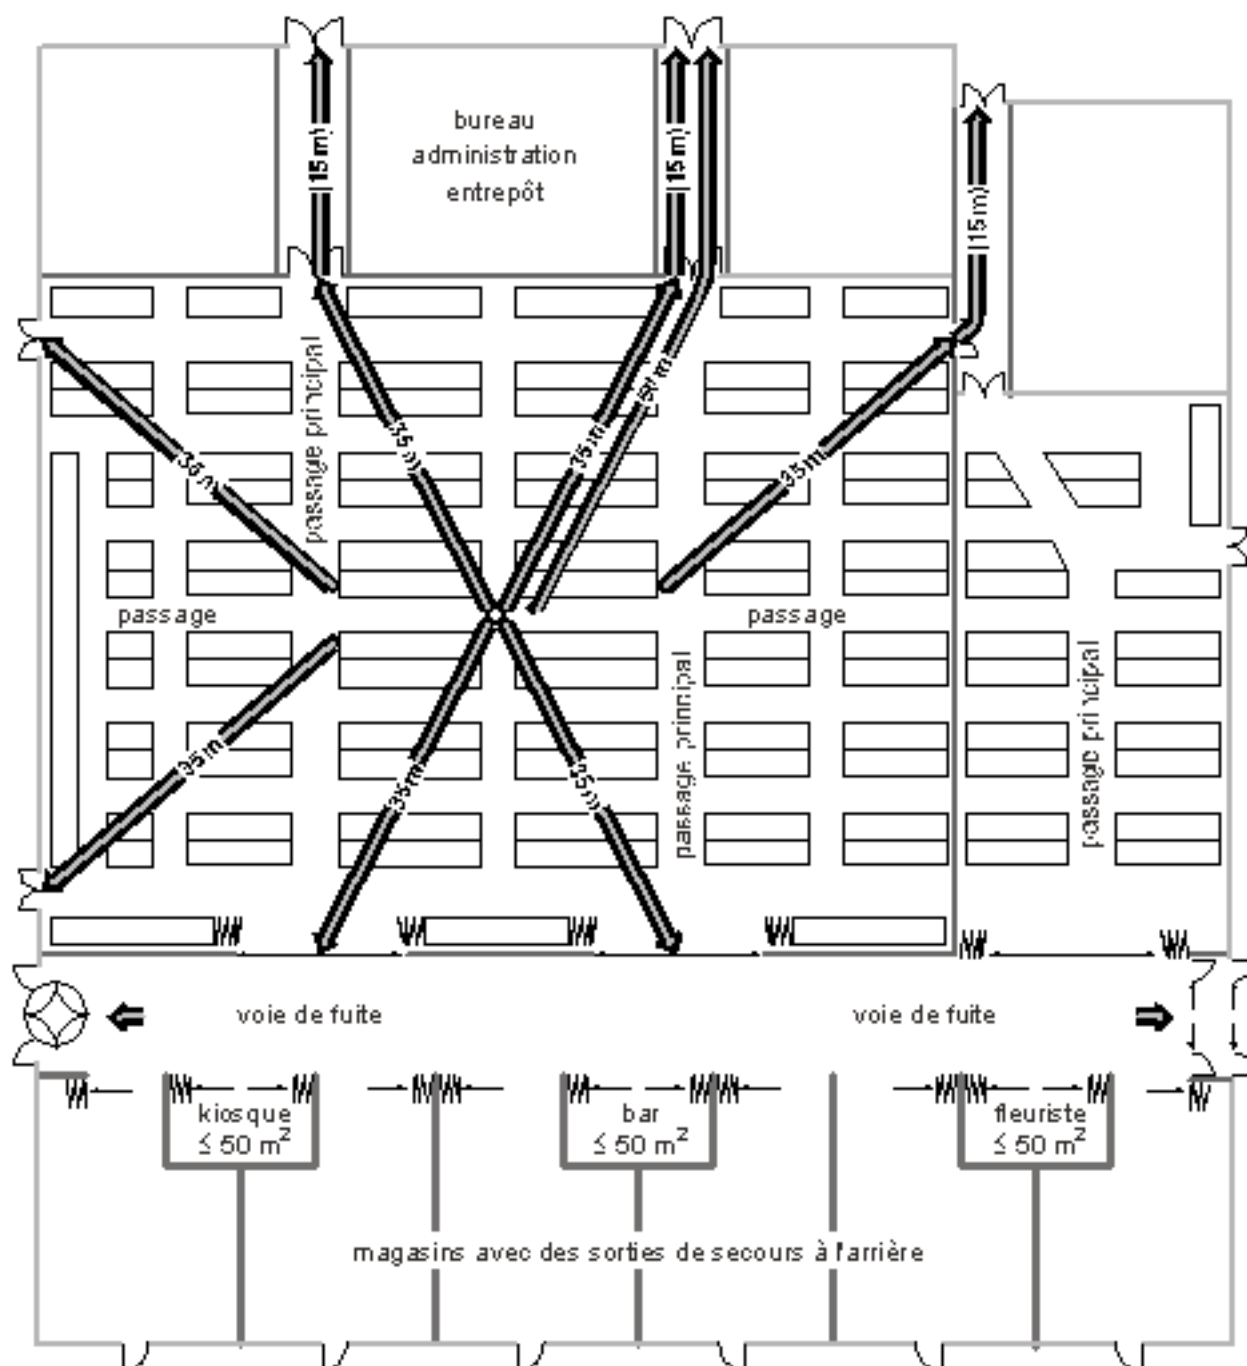 bureau
administration
entrepôt
(15 m)
(15 m)
(15 m)
passage principal
35 m
35 m
35 m
50 m
35 m
passage
passage
passage prinnipal
passage principal
35 m
35 m
35 m
voie de fuite
voie de fuite
kiosque
≤ 50 m²
bar
≤ 50 m²
fleuriste
≤ 50 m²
magasins avec des sorties de secours à l'arrière